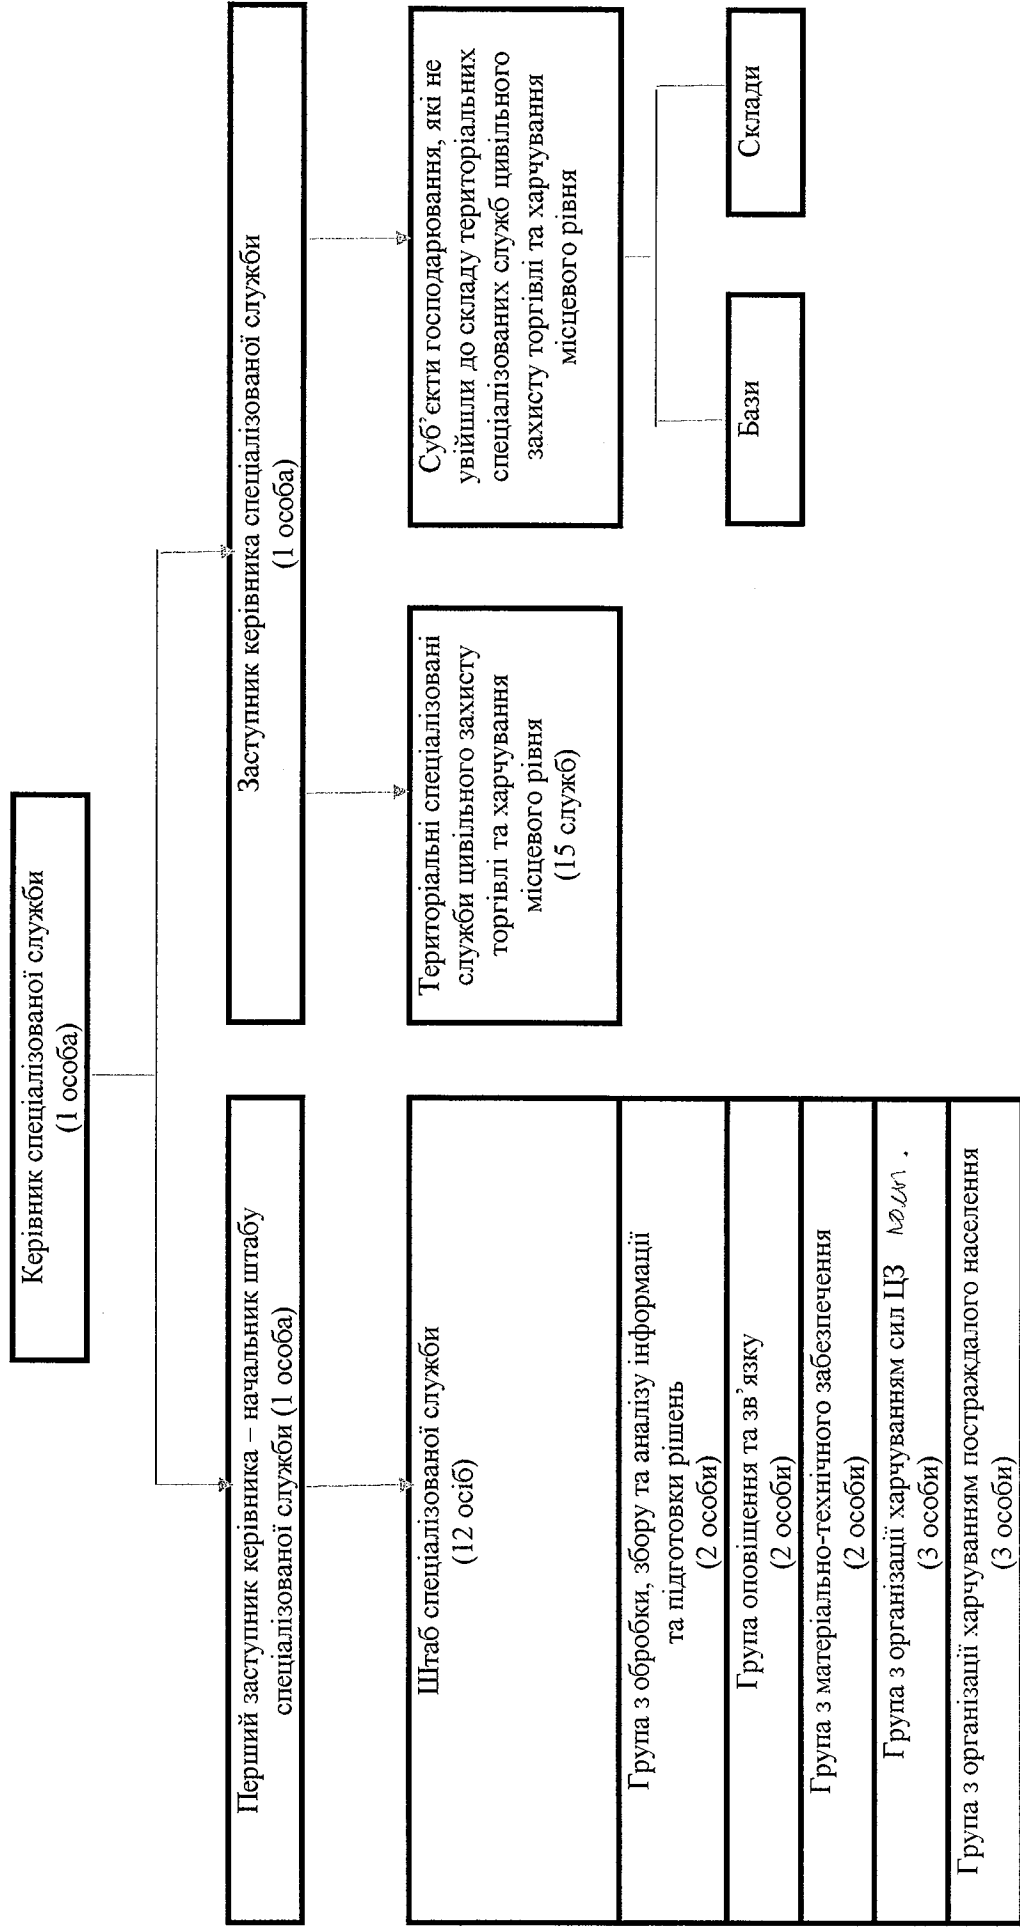 Керівник спеціалізованої служби
(1 особа)
Перший заступник керівника – начальник штабу
спеціалізованої служби (1 особа)
Заступник керівника спеціалізованої служби
(1 особа)
Штаб спеціалізованої служби
(12 осіб)
Група з обробки, збору та аналізу інформації
та підготовки рішень
(2 особи)
Група оповіщення та зв’язку
(2 особи)
Група з матеріально-технічного забезпечення
(2 особи)
Група з організації харчуванням сил ЦЗ
(3 особи)
Група з організації харчуванням постраждалого населення
(3 особи)
Територіальні спеціалізовані
служби цивільного захисту
торгівлі та харчування
місцевого рівня
(15 служб)
Суб’єкти господарювання, які не
увійшли до складу територіальних
спеціалізованих служб цивільного
захисту торгівлі та харчування
місцевого рівня
Бази
Склади